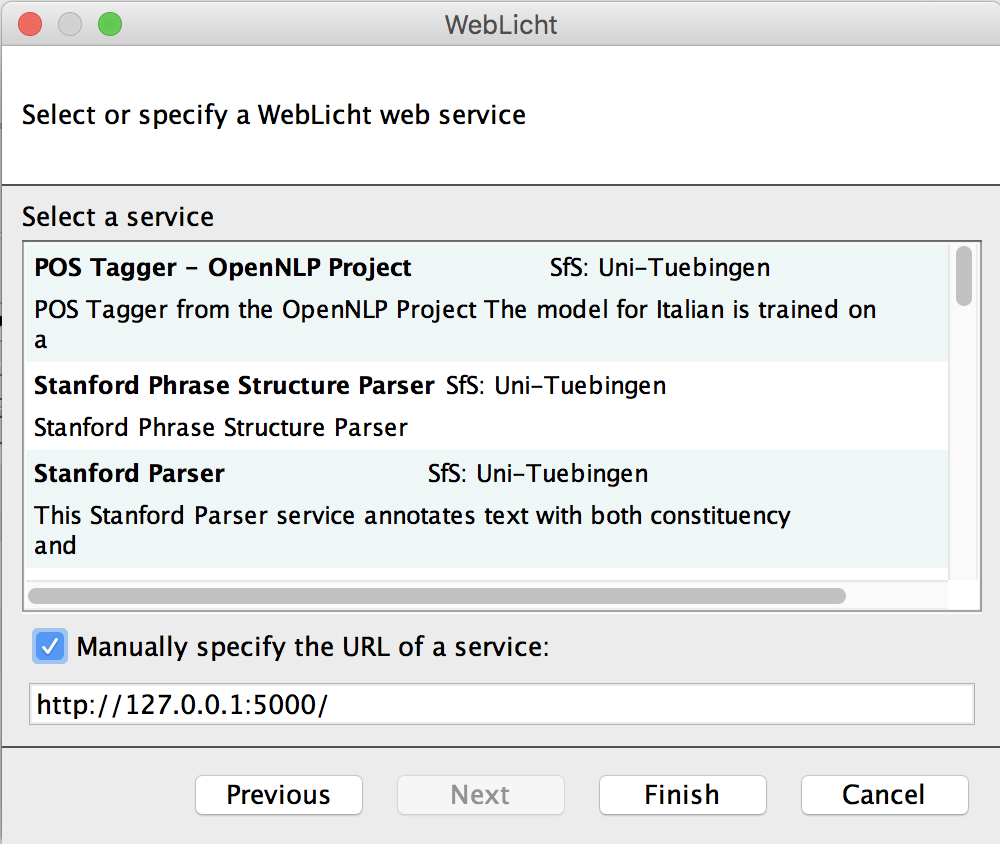 WebLicht
Select or specify a WebLicht web service
Select a service
POS Tagger – OpenNLP Project SfS: Uni–Tuebingen
POS Tagger from the OpenNLP Project The model for Italian is trained on
a
Stanford Phrase Structure Parser SfS: Uni–Tuebingen
Stanford Phrase Structure Parser
Stanford Parser SfS: Uni–Tuebingen
This Stanford Parser service annotates text with both constituency
and
Manually specify the URL of a service:
http://127.0.0.1:5000/
Previous Next Finish Cancel